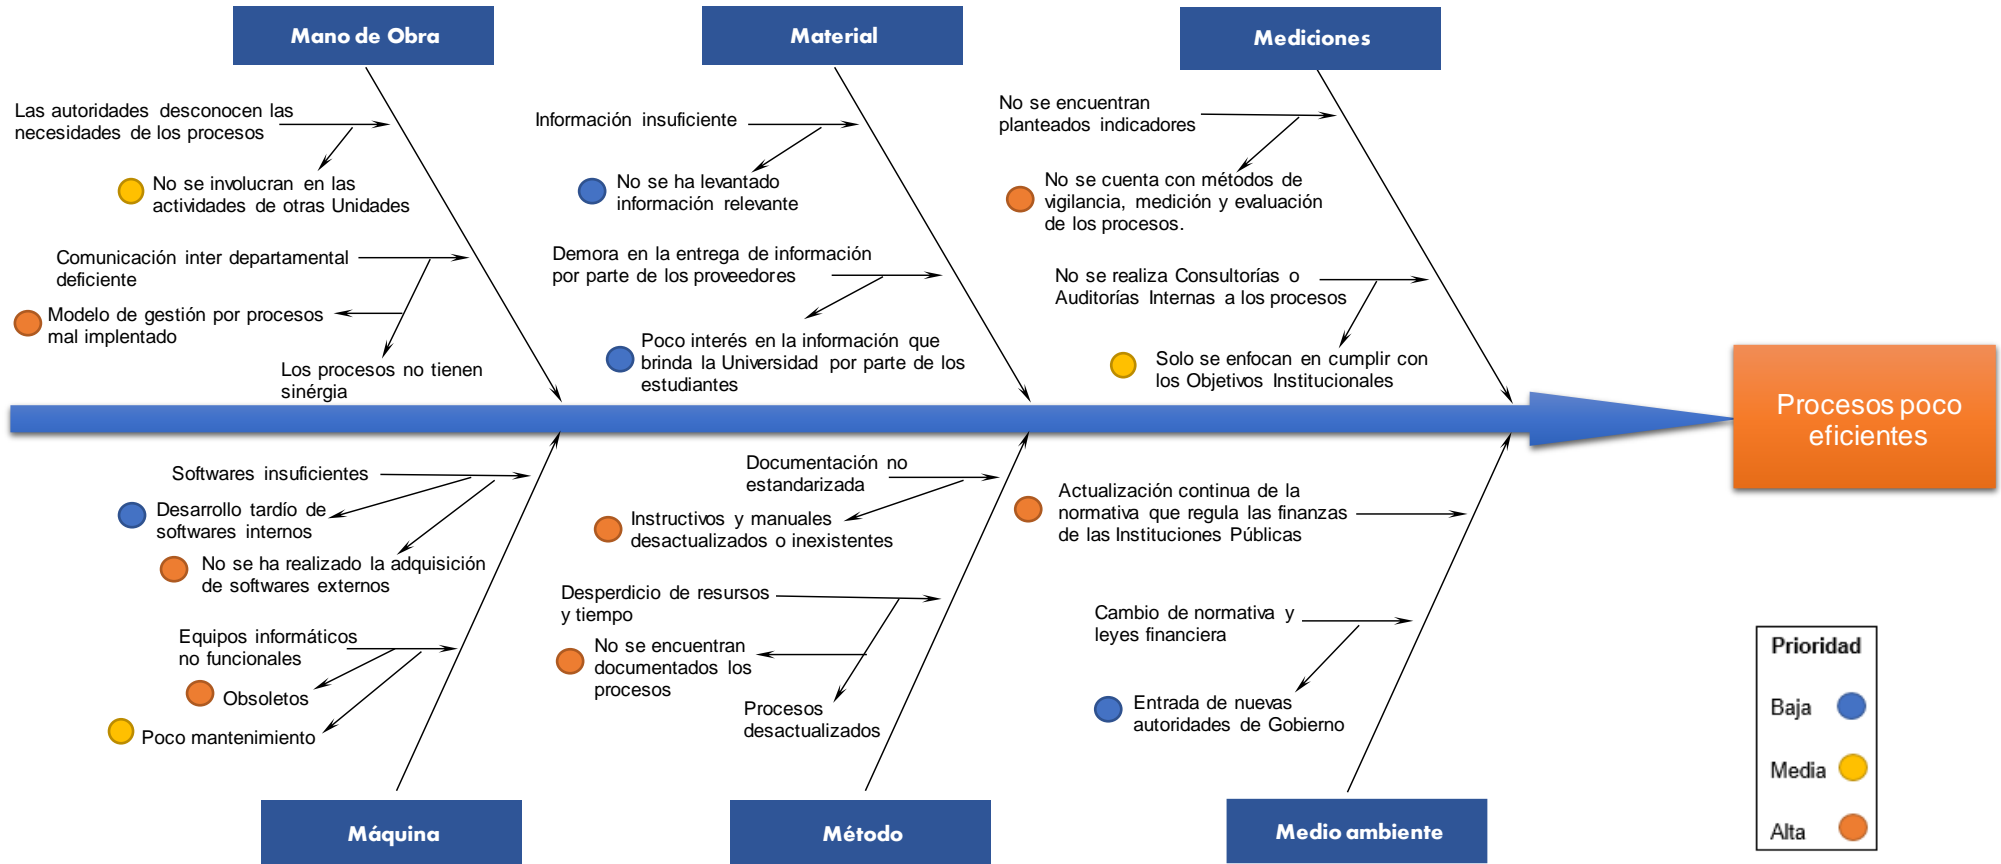 Mano de Obra
Material
Mediciones
Las autoridades desconocen las
necesidades de los procesos
No se involucran en las
actividades de otras Unidades
Comunicación inter departamental
deficiente
Modelo de gestión por procesos
mal implentado
Los procesos no tienen
sinérgia
Información insuficiente
No se ha levantado
información relevante
Demora en la entrega de información
por parte de los proveedores
Poco interés en la información que
brinda la Universidad por parte de los
estudiantes
No se encuentran
planteados indicadores
No se cuenta con métodos de
vigilancia, medición y evaluación
de los procesos.
No se realiza Consultorías o
Auditorías Internas a los procesos
Solo se enfocan en cumplir con
los Objetivos Institucionales
Procesos poco
eficientes
Softwares insuficientes
Desarrollo tardío de
softwares internos
No se ha realizado la adquisición
de softwares externos
Equipos informáticos
no funcionales
Obsoletos
Poco mantenimiento
Documentación no
estandarizada
Instructivos y manuales
desactualizados o inexistentes
Desperdicio de resursos
y tiempo
No se encuentran
documentados los
procesos
Procesos
desactualizados
Actualización continua de la
normativa que regula las finanzas
de las Instituciones Públicas
Cambio de normativa y
leyes financiera
Entrada de nuevas
autoridades de Gobierno
Prioridad
Baja
Media
Alta
Máquina
Método
Medio ambiente